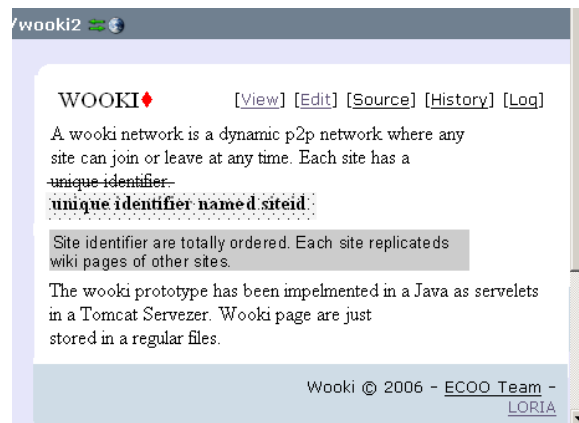 /wooki2
WOOKI [View] [Edit] [Source] [History] [Log]
A wooki network is a dynamic p2p network where any
site can join or leave at any time. Each site has a
unique identifier.
unique identifier named siteid.
Site identifier are totally ordered. Each site replicateds
wiki pages of other sites.
The wooki prototype has been impelmented in a Java as servelets
in a Tomcat Servezer. Wooki page are just
stored in a regular files.
Wooki © 2006 - ECOO Team -
LORIA